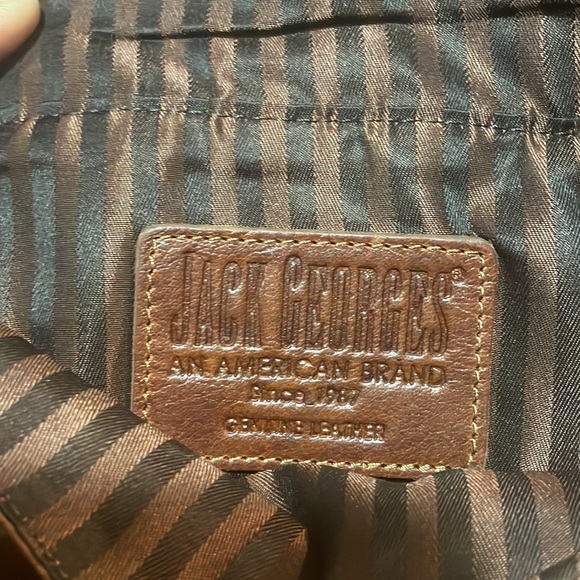 JACK GEORGES®
AN AMERICAN BRAND
Since 1987
GENUINE LEATHER